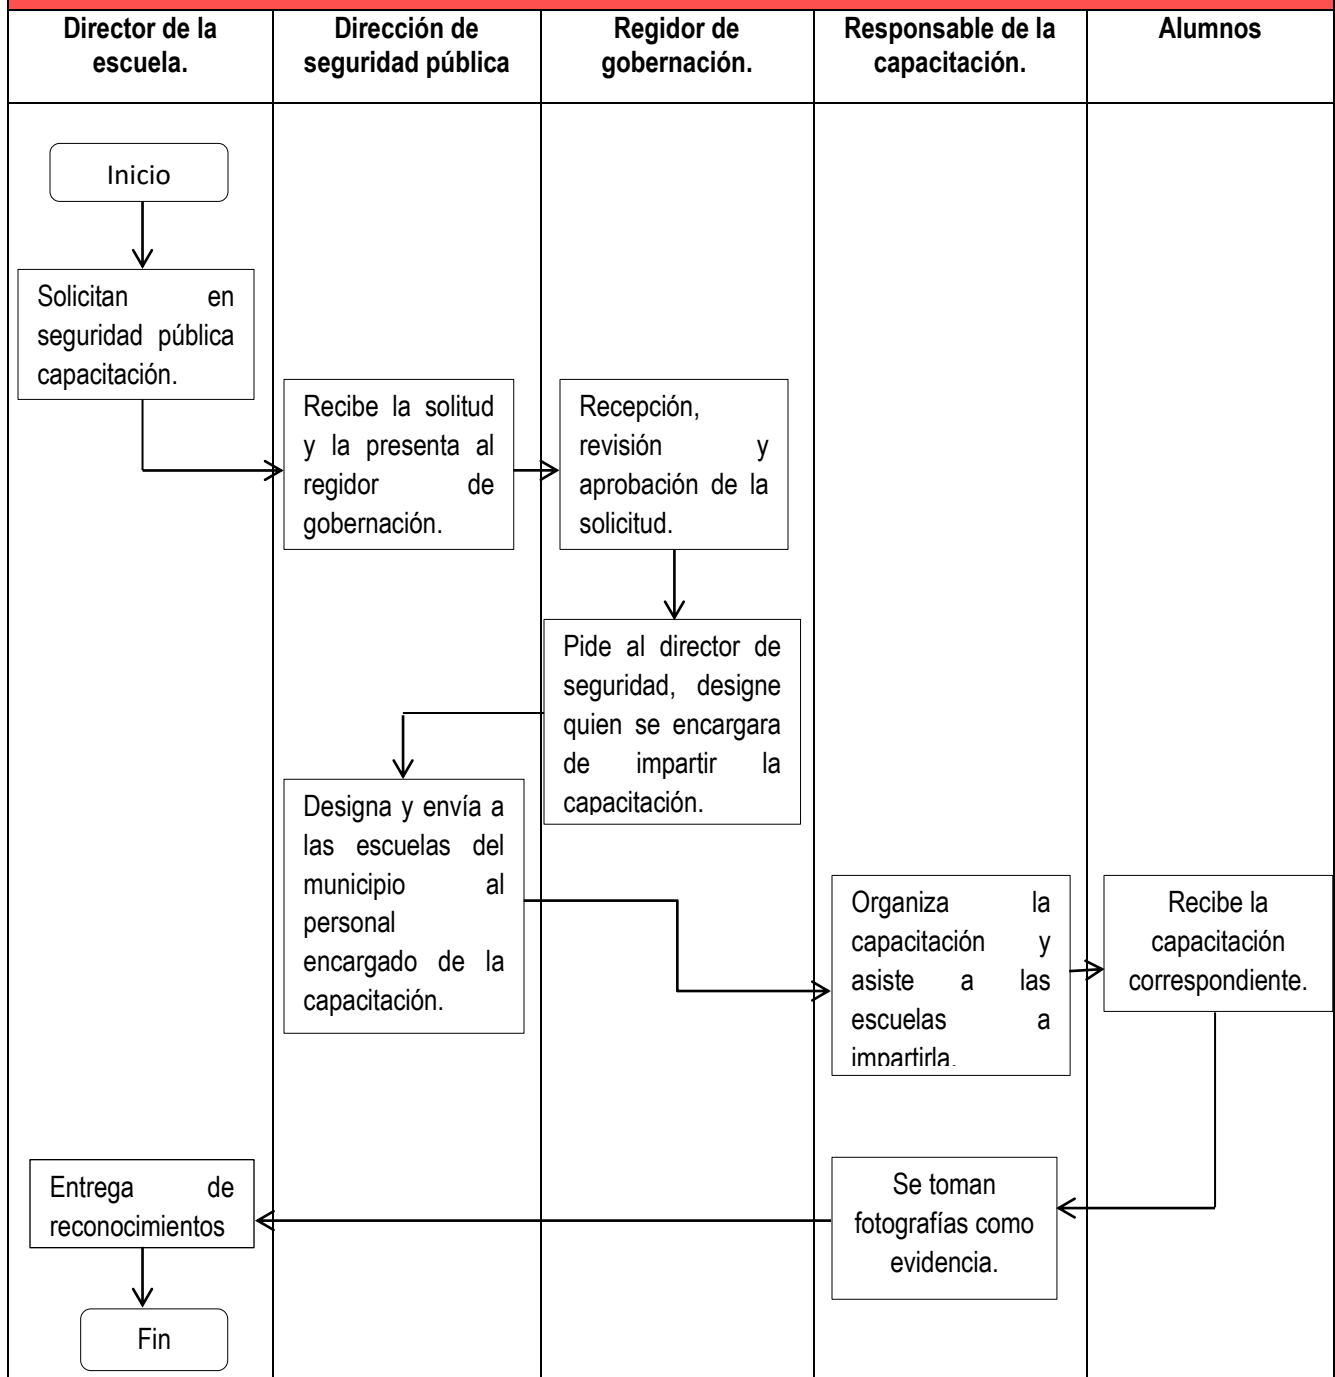 Director de la
escuela.
Dirección de
seguridad pública
Regidor de
gobernación.
Responsable de la
capacitación.
Alumnos
Inicio
Solicitan en
seguridad pública
capacitación.
Recibe la solitud
y la presenta al
regidor de
gobernación.
Recepción,
revisión y
aprobación de la
solicitud.
Pide al director de
seguridad, designe
quien se encargara
de impartir la
capacitación.
Designa y envía a
las escuelas del
municipio al
personal
encargado de la
capacitación.
Organiza la
capacitación y
asiste a las
escuelas a
impartirla.
Recibe la
capacitación
correspondiente.
Se toman
fotografías como
evidencia.
Entrega de
reconocimientos
Fin